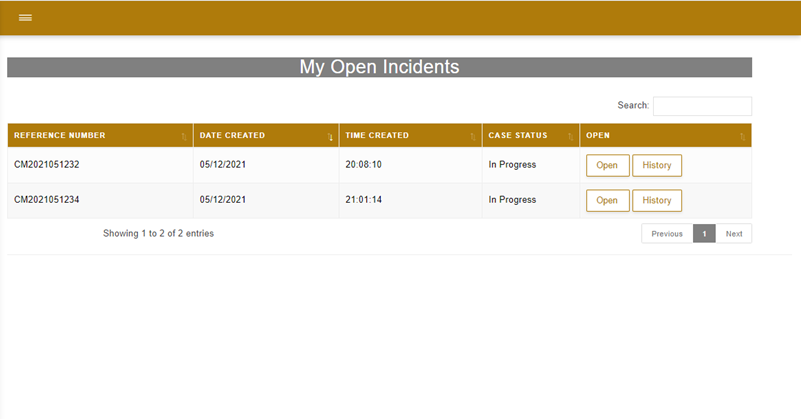 My Open Incidents
Search:
REFERENCE NUMBER DATE CREATED TIME CREATED CASE STATUS OPEN
CM2021051232 05/12/2021 20:08:10 In Progress Open History
CM2021051234 05/12/2021 21:01:14 In Progress Open History
Showing 1 to 2 of 2 entries Previous 1 Next